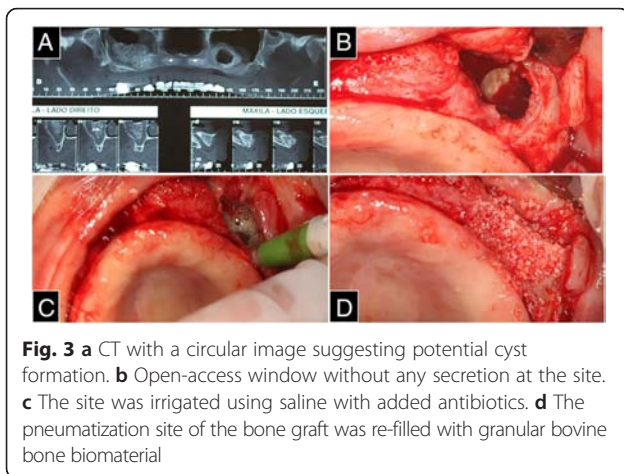 A
B
LA - LADO DIREITO
MAXILA - LADO ESQUE
C
D
Fig. 3 a CT with a circular image suggesting potential cyst
formation. b Open-access window without any secretion at the site.
c The site was irrigated using saline with added antibiotics. d The
pneumatization site of the bone graft was re-filled with granular bovine
bone biomaterial